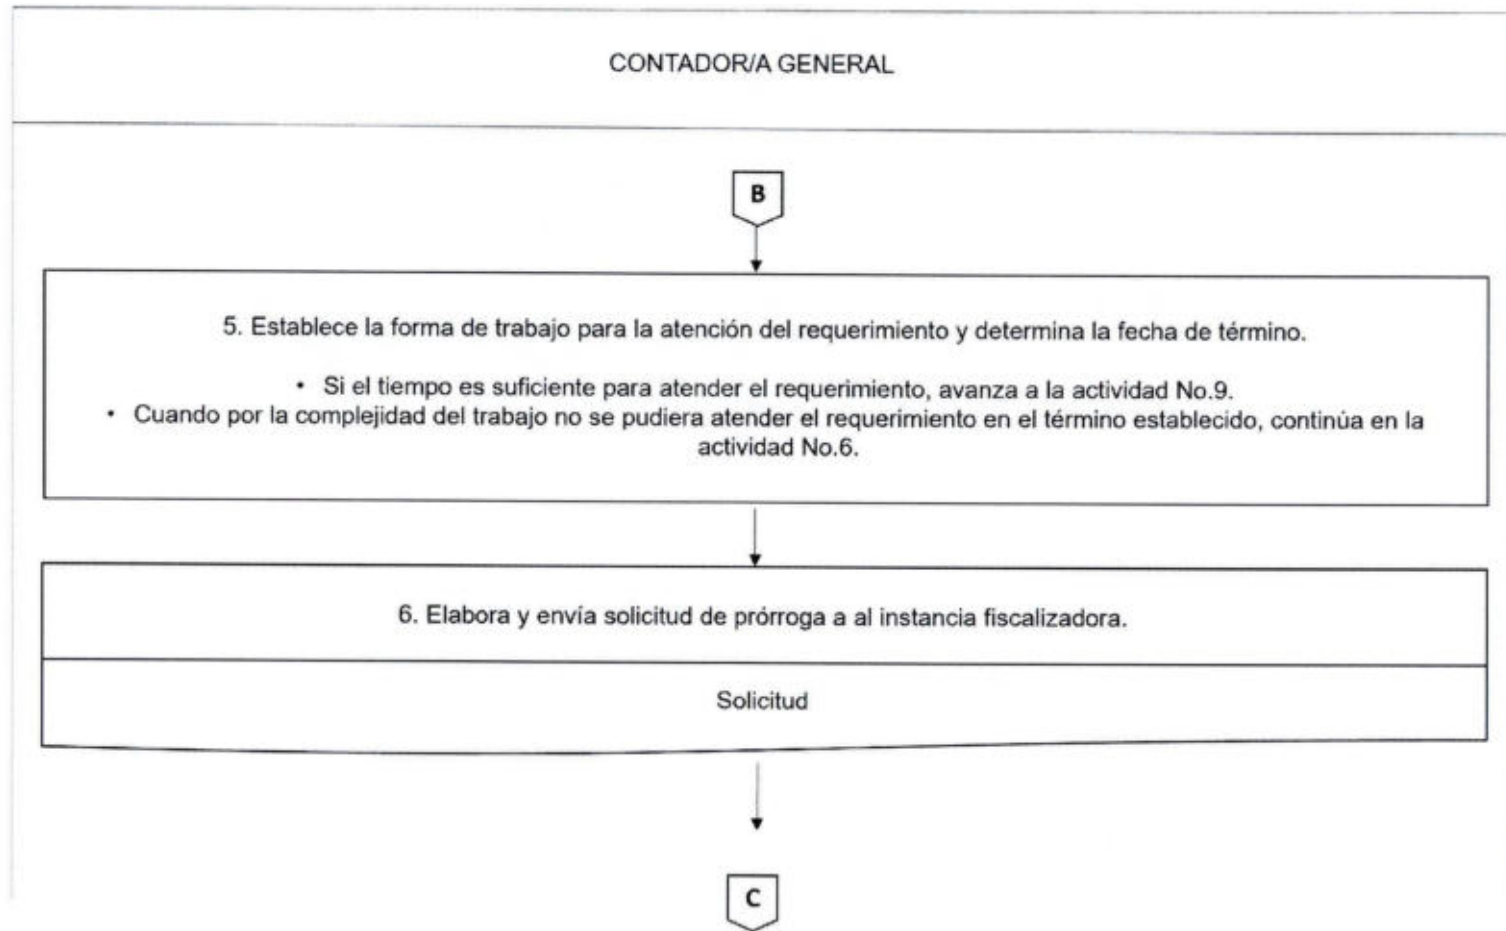 CONTADOR/A GENERAL
B
5. Establece la forma de trabajo para la atención del requerimiento y determina la fecha de término.
• Si el tiempo es suficiente para atender el requerimiento, avanza a la actividad No.9.
• Cuando por la complejidad del trabajo no se pudiera atender el requerimiento en el término establecido, continúa en la
actividad No.6.
6. Elabora y envía solicitud de prórroga a al instancia fiscalizadora.
Solicitud
C